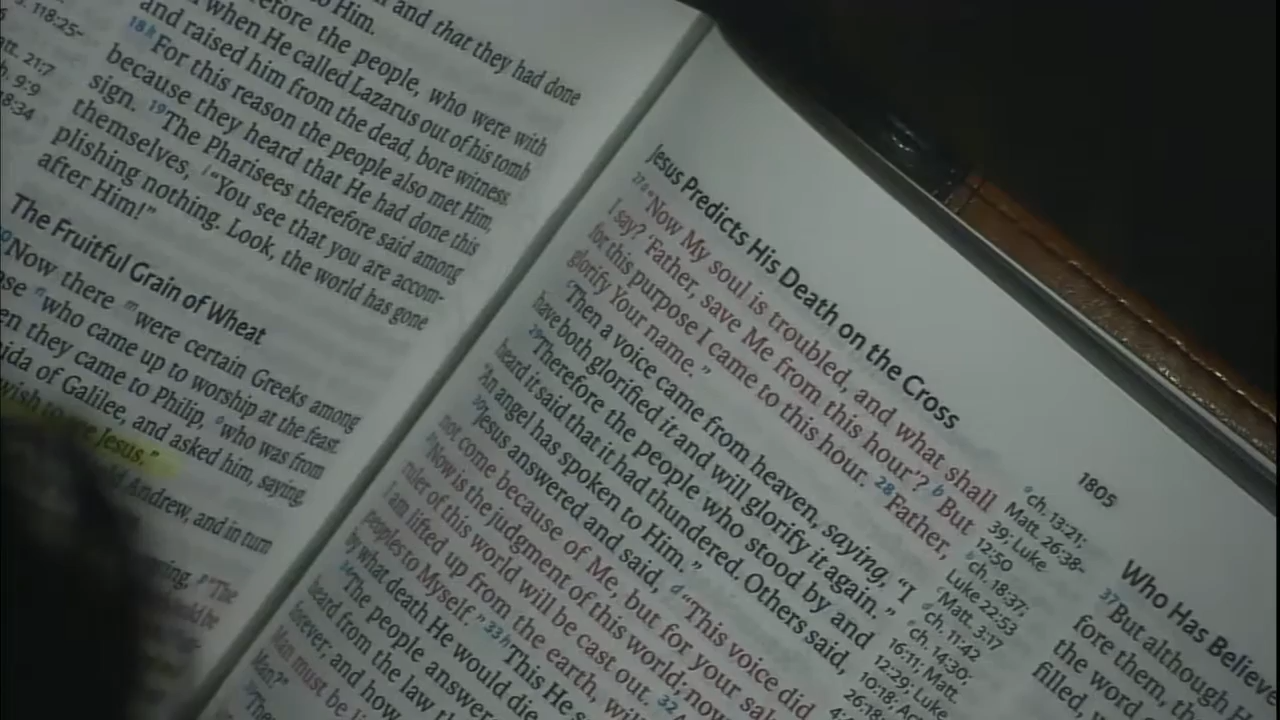 . 118:25-
tt. 21:7
h. 9:9
18:34
and that they had done
to Him.
before the people, who were with
when He called Lazarus out of his tomb
and raised him from the dead, bore witness.
18 h For this reason the people also met Him,
because they heard that He had done this
sign. 19 The Pharisees therefore said among
themselves, i "You see that you are accom-
plishing nothing. Look, the world has gone
after Him!"
The Fruitful Grain of Wheat
Now there m were certain Greeks among
n who came up to worship at the feast.
en they came to Philip, o who was from
ida of Galilee, and asked him, saying,
wish to see Jesus."
Andrew, and in turn
p "The
should be
Jesus Predicts His Death on the Cross
27 a "Now My soul is troubled, and what shall
I say? 'Father, save Me from this hour'? b But
for this purpose I came to this hour. 28 Father,
glorify Your name."
c Then a voice came from heaven, saying, "I
have both glorified it and will glorify it again."
29 Therefore the people who stood by and
heard it said that it had thundered. Others said,
"An angel has spoken to Him."
30 Jesus answered and said, d "This voice did
not come because of Me, but for your sak
Now is the judgment of this world; now
ruler of this world will be cast out. 32 A
I am lifted up from the earth, will
peoples to Myself." 33 h This He s
by what death He would die
The people answer
heard from the law th
forever; and how
Man must be li
Man?"
Then
1805
a ch. 13:21;
Matt. 26:38-
39; Luke
12:50
b ch. 18:37;
Luke 22:53
c Matt. 3:17
d ch. 11:42
e ch. 14:30;
16:11; Matt.
12:29; Luke
10:18; Ac
26:18
Who Has Believe
37 But although H
fore them, th
the word
filled, w